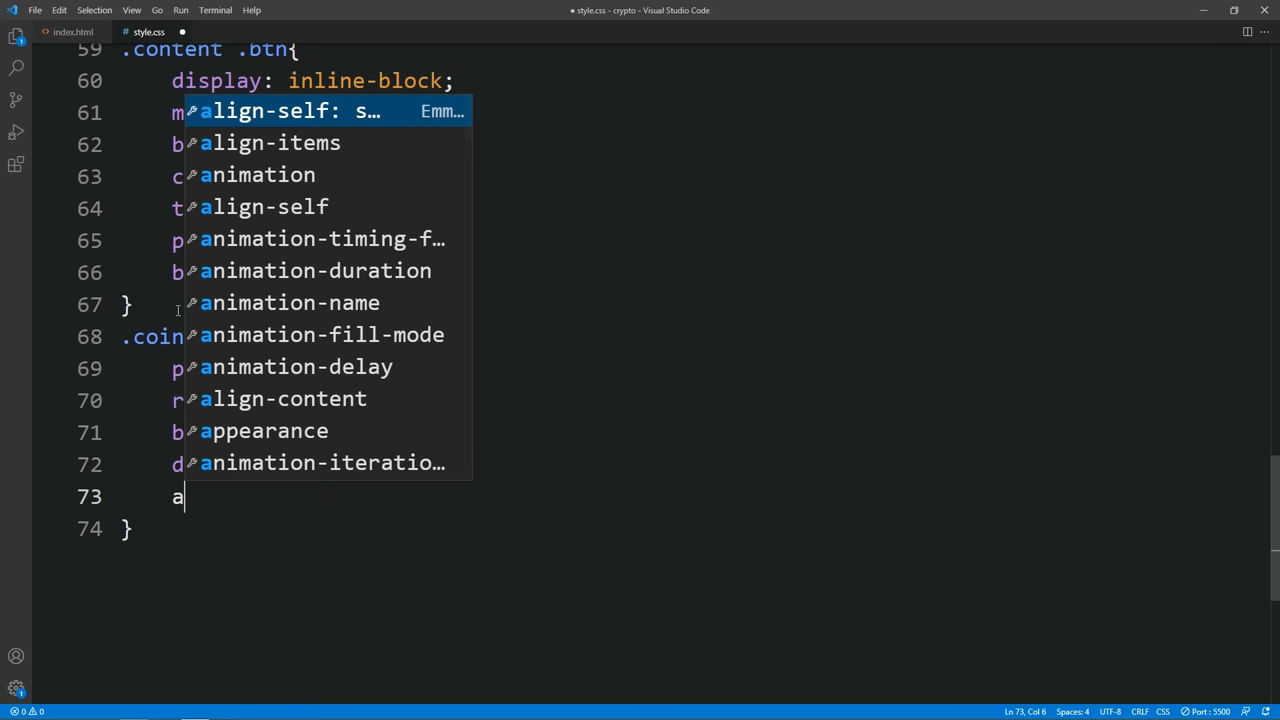 File Edit Selection View Go Run Terminal Help
● style.css - crypto - Visual Studio Code
index.html # style.css ●
59 .content .btn{
60 display: inline-block;
61 m
62 b
63 c
64 t
65 p
66 b
67 }
68 .coin
69 p
70 r
71 b
72 d
73 a
74 }
align-self: s… Emm…
align-items
animation
align-self
animation-timing-f…
animation-duration
animation-name
animation-fill-mode
animation-delay
align-content
appearance
animation-iteratio…
1
1
0 0 Ln 73, Col 6 Spaces: 4 UTF-8 CRLF CSS Port : 5500